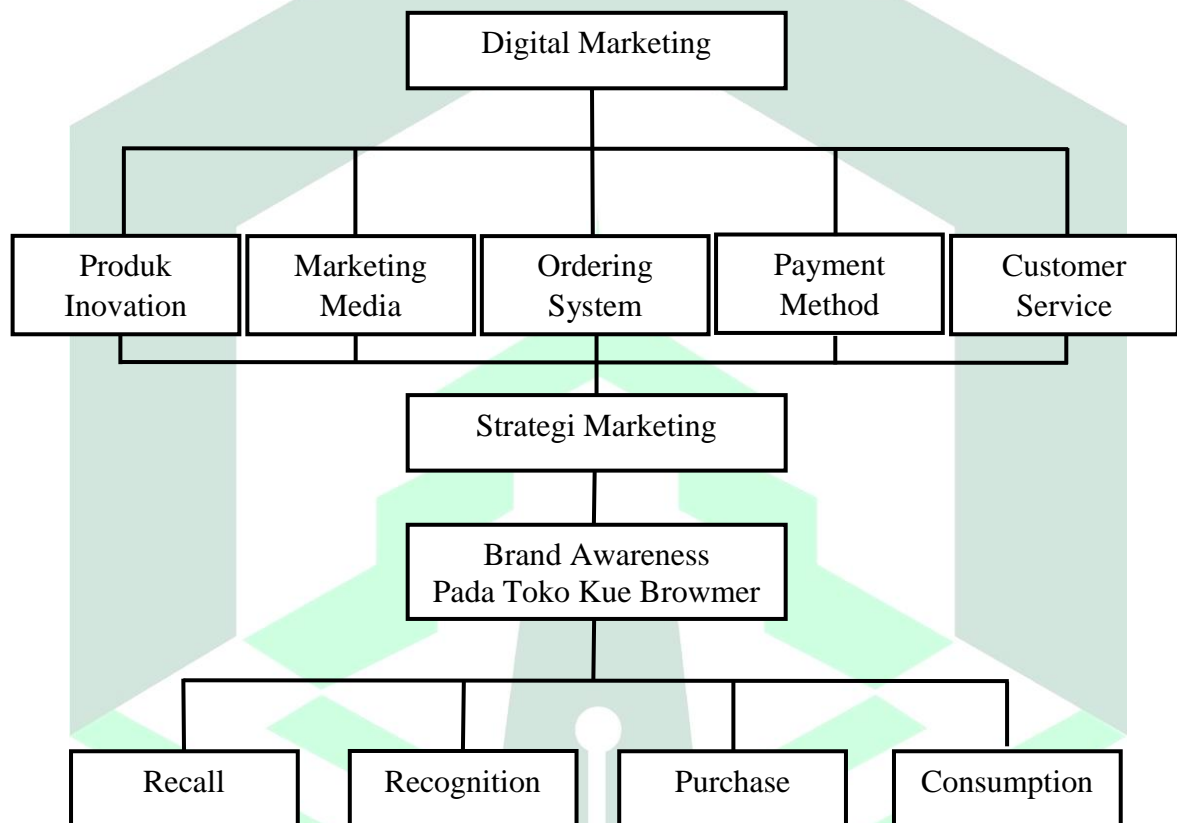 Digital Marketing
Produk
Inovation
Marketing
Media
Ordering
System
Payment
Method
Customer
Service
Strategi Marketing
Brand Awareness
Pada Toko Kue Browmer
Recall
Recognition
Purchase
Consumption